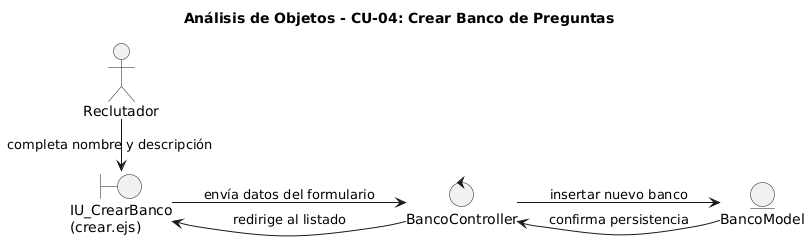 Análisis de Objetos - CU-04: Crear Banco de Preguntas
Reclutador
completa nombre y descripción
IU_CrearBanco
(crear.ejs)
envía datos del formulario
redirige al listado
BancoController
insertar nuevo banco
confirma persistencia
BancoModel